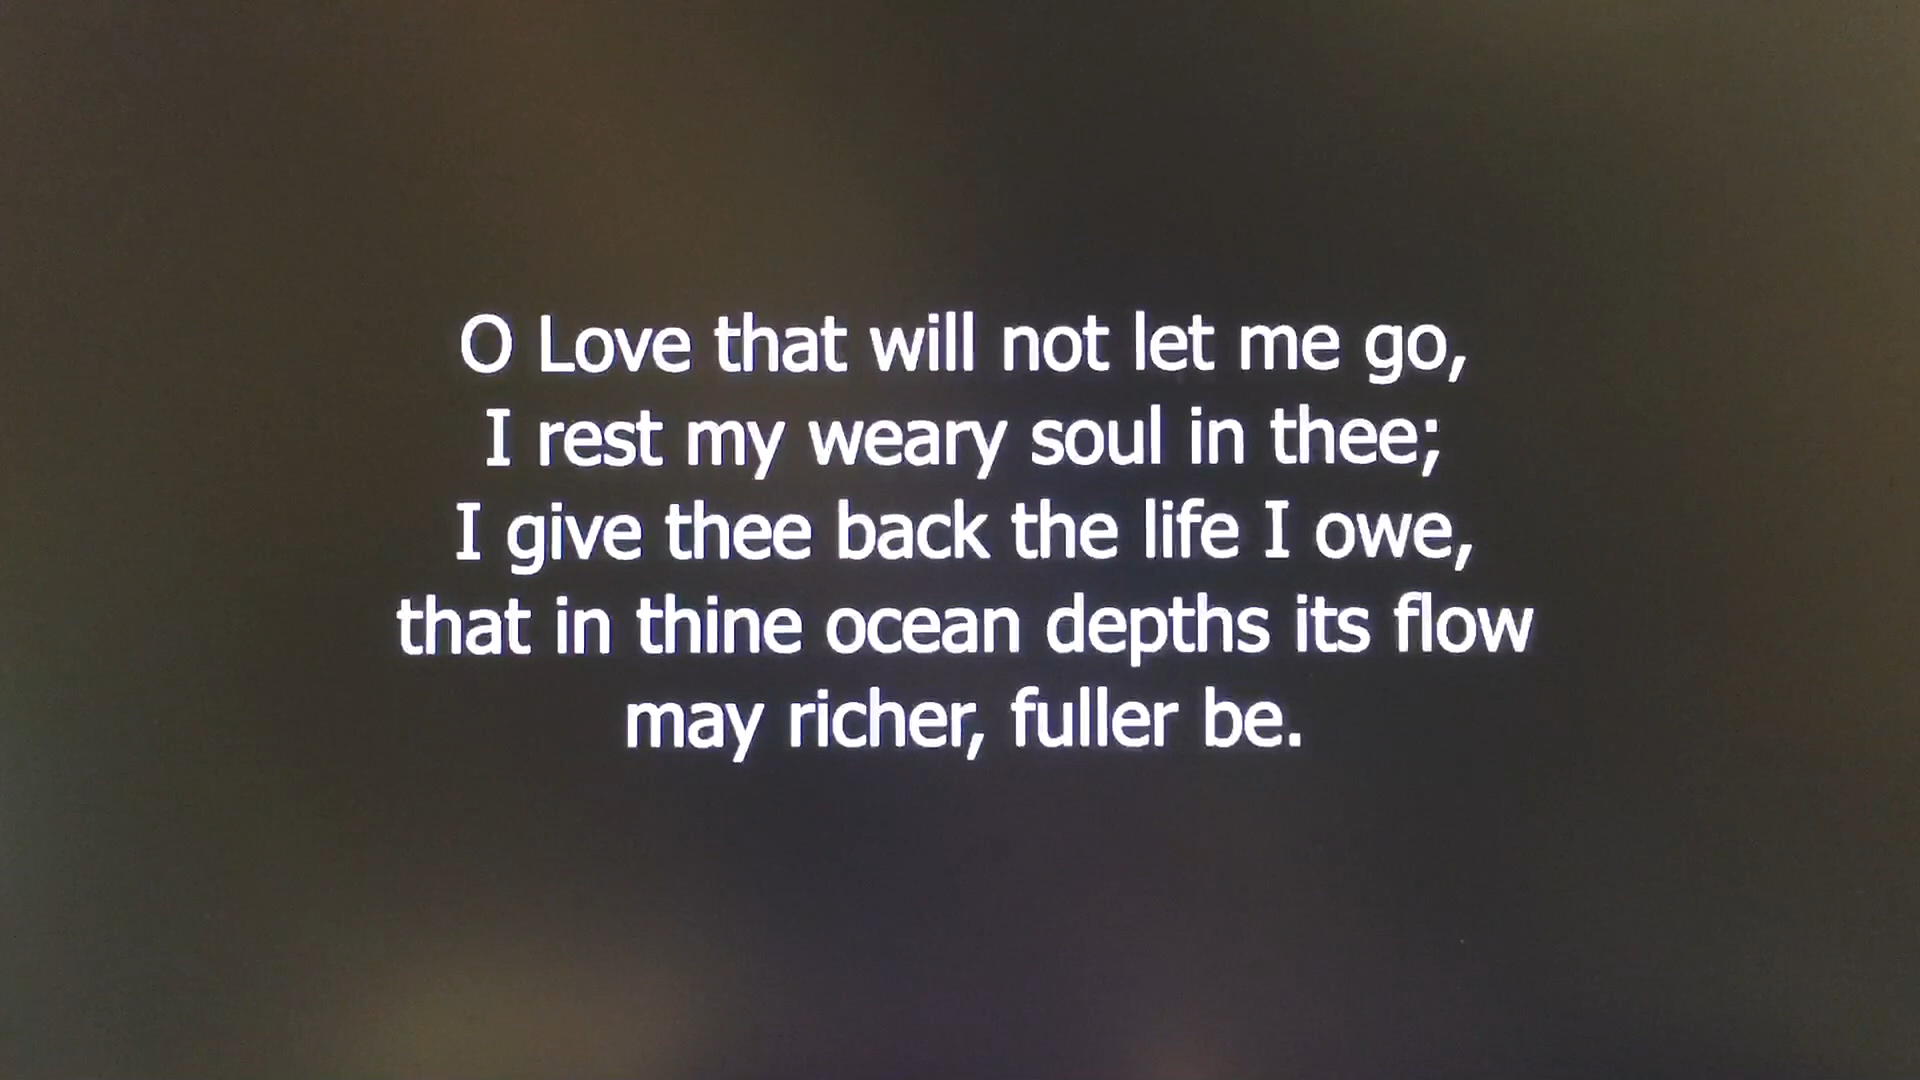 O Love that will not let me go,
I rest my weary soul in thee;
I give thee back the life I owe,
that in thine ocean depths its flow
may richer, fuller be.